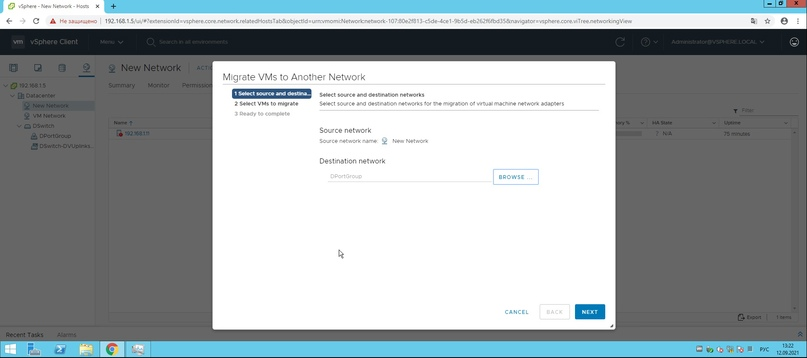 vSphere - New Network - Hosts
Не защищено
192.168.1.5/ui/#?extensionId=vsphere.core.network.relatedHostsTab&objectId=urn:vmomi:Network:network-107:80e2f813-c5de-4ce1-9b5d-eb262f6fbd35&navigator=vsphere.core.viTree.networkingView
vm vSphere Client
Menu
Search in all environments
Administrator@VSPHERE.LOCAL
192.168.1.5
Datacenter
New Network
VM Network
DSwitch
DPortGroup
DSwitch-DVUplinks
New Network
Summary
Monitor
Permission
Name
192.168.1.11
Filter
HA State
Uptime
? N/A
75 minutes
Export
1 items
Migrate VMs to Another Network
1 Select source and destina...
2 Select VMs to migrate
3 Ready to complete
Select source and destination networks
Select source and destination networks for the migration of virtual machine network adapters
Source network
Source network name:
New Network
Destination network
DPortGroup
BROWSE ...
CANCEL
BACK
NEXT
Recent Tasks
Alarms
РУС
13:22
12.09.2021